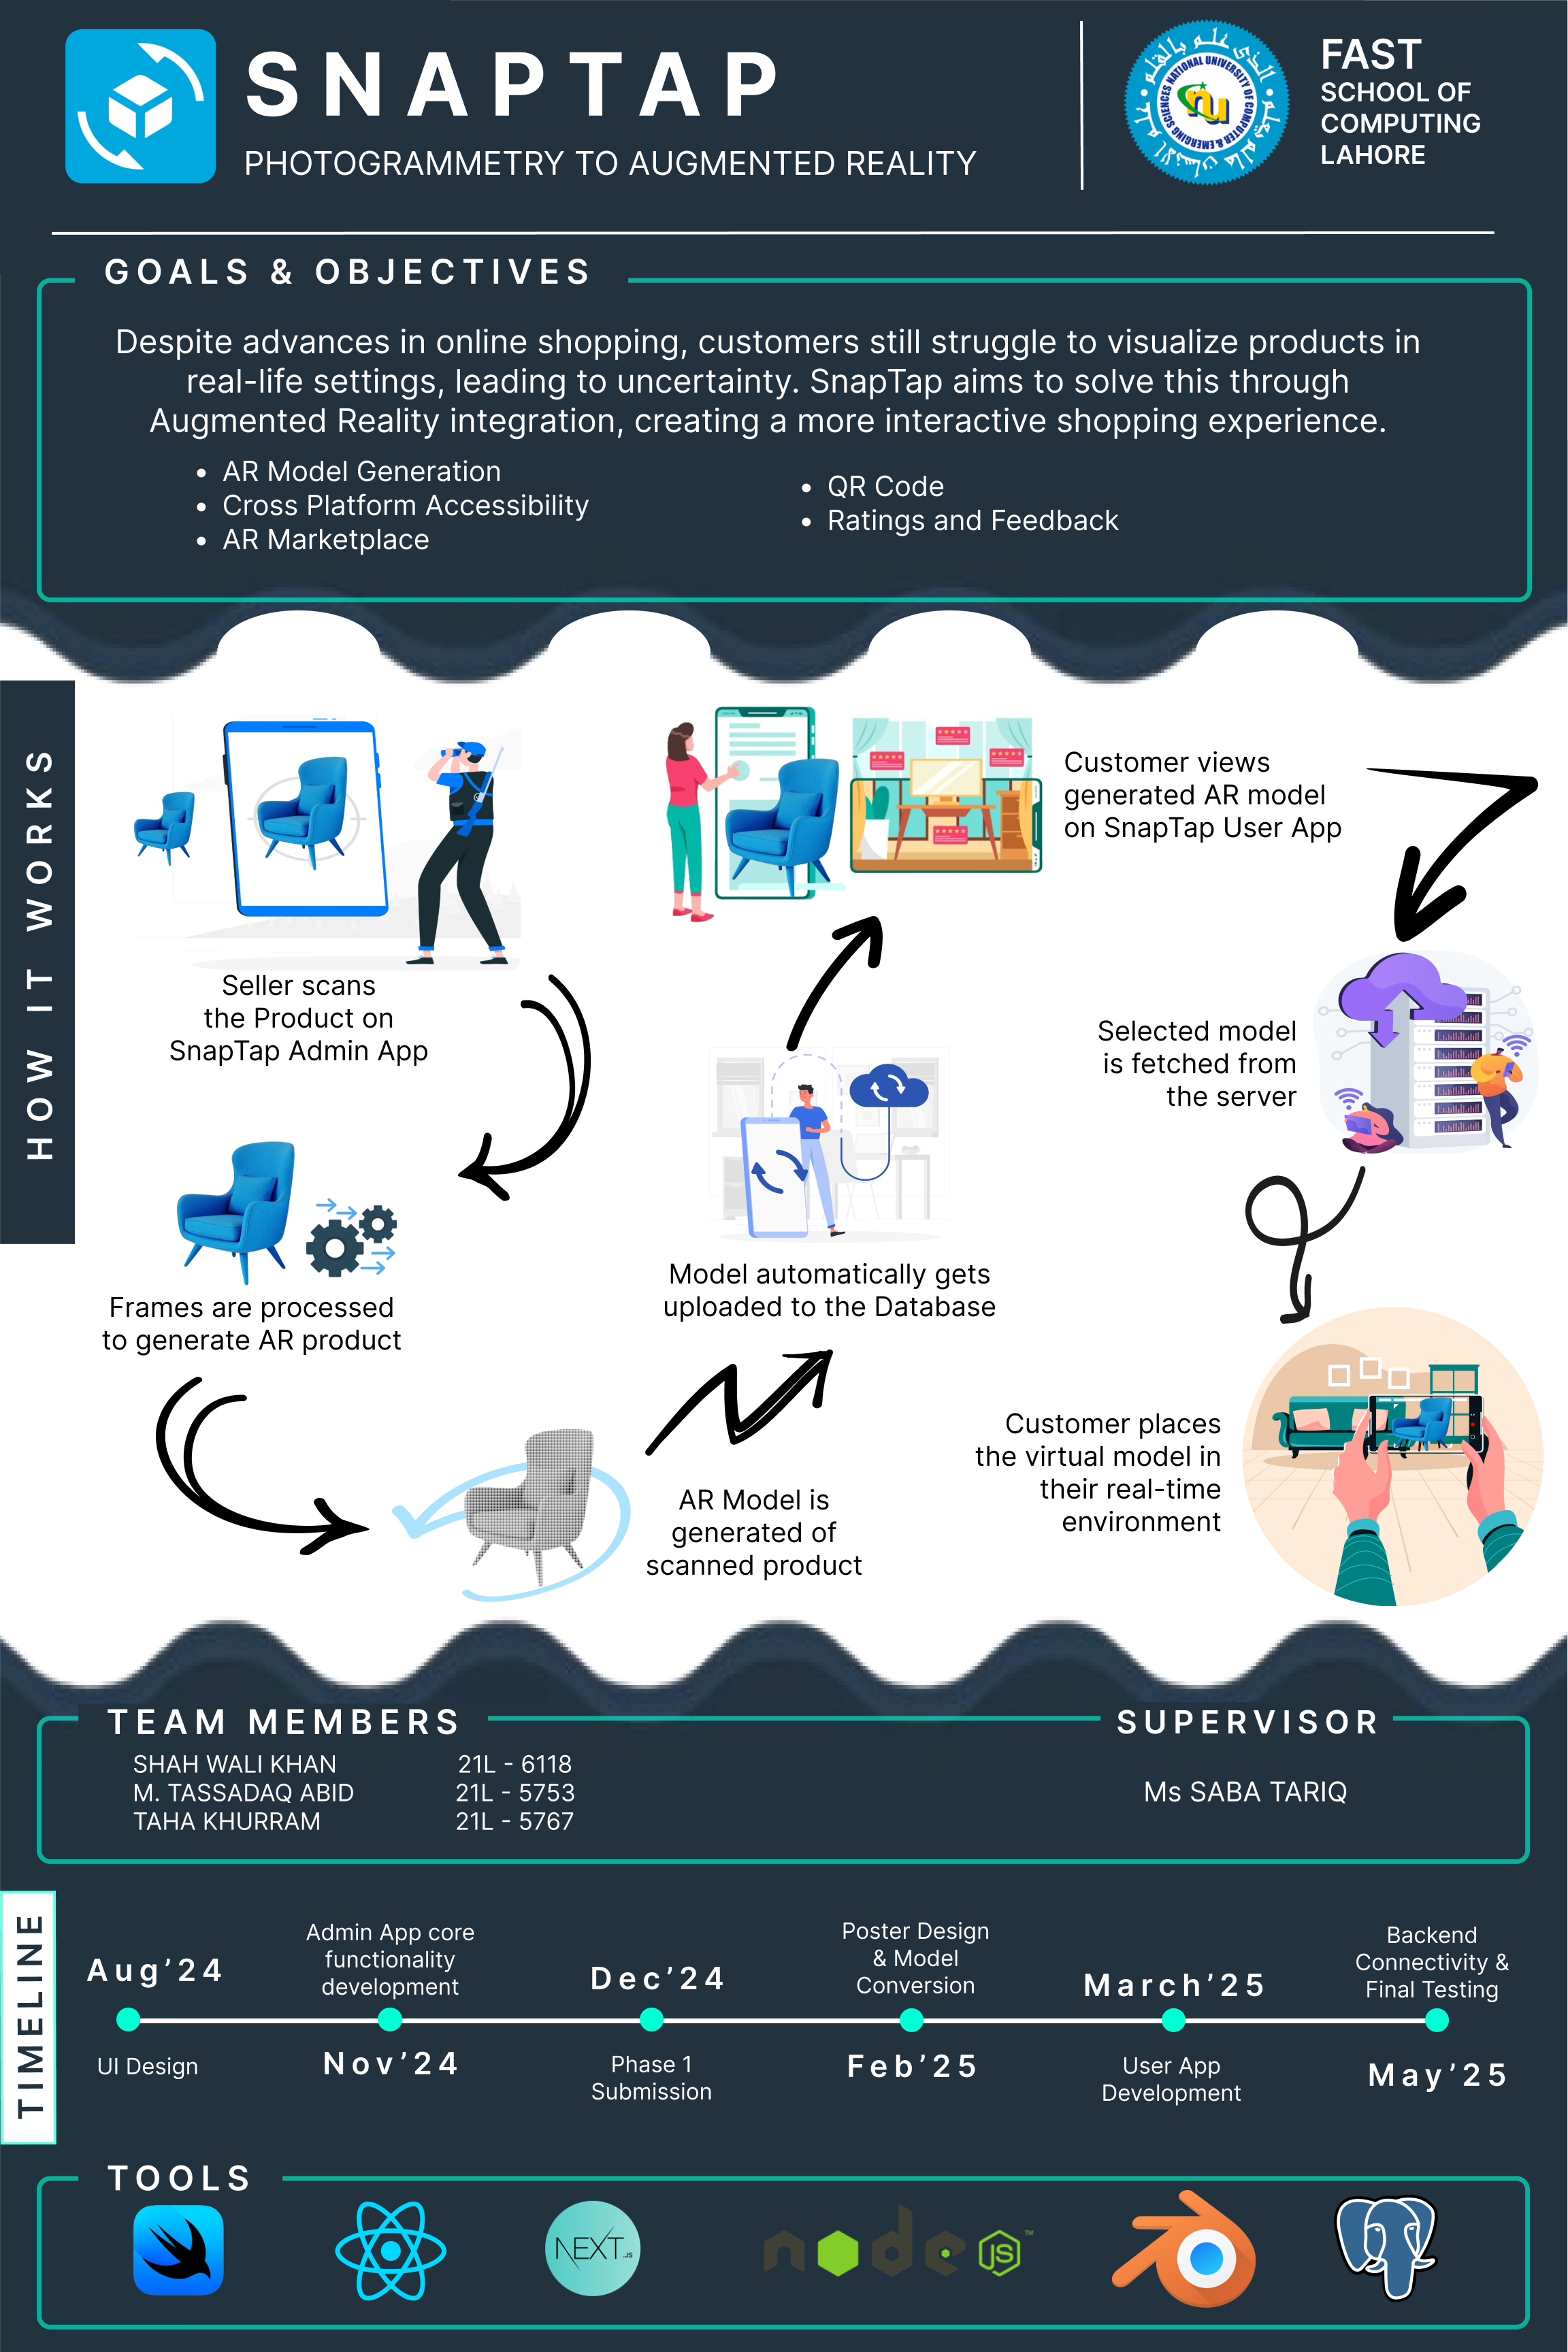 SNAPTAP
PHOTOGRAMMETRY TO AUGMENTED REALITY
NATIONAL UNIVERSITY OF COMPUTER & EMERGING SCIENCES
nu
FAST
SCHOOL OF
COMPUTING
LAHORE
GOALS & OBJECTIVES
Despite advances in online shopping, customers still struggle to visualize products in
real-life settings, leading to uncertainty. SnapTap aims to solve this through
Augmented Reality integration, creating a more interactive shopping experience.
• AR Model Generation
• Cross Platform Accessibility
• AR Marketplace
• QR Code
• Ratings and Feedback
HOW IT WORKS
Seller scans
the Product on
SnapTap Admin App
Frames are processed
to generate AR product
AR Model is
generated of
scanned product
Model automatically gets
uploaded to the Database
Customer views
generated AR model
on SnapTap User App
Selected model
is fetched from
the server
Customer places
the virtual model in
their real-time
environment
TEAM MEMBERS
SHAH WALI KHAN 21L - 6118
M. TASSADAQ ABID 21L - 5753
TAHA KHURRAM 21L - 5767
SUPERVISOR
Ms SABA TARIQ
TIMELINE
Aug'24
UI Design
Admin App core
functionality
development
Nov'24
Dec'24
Phase 1
Submission
Poster Design
& Model
Conversion
Feb'25
March'25
User App
Development
Backend
Connectivity &
Final Testing
May'25
TOOLS
NEXT.JS
node JS™